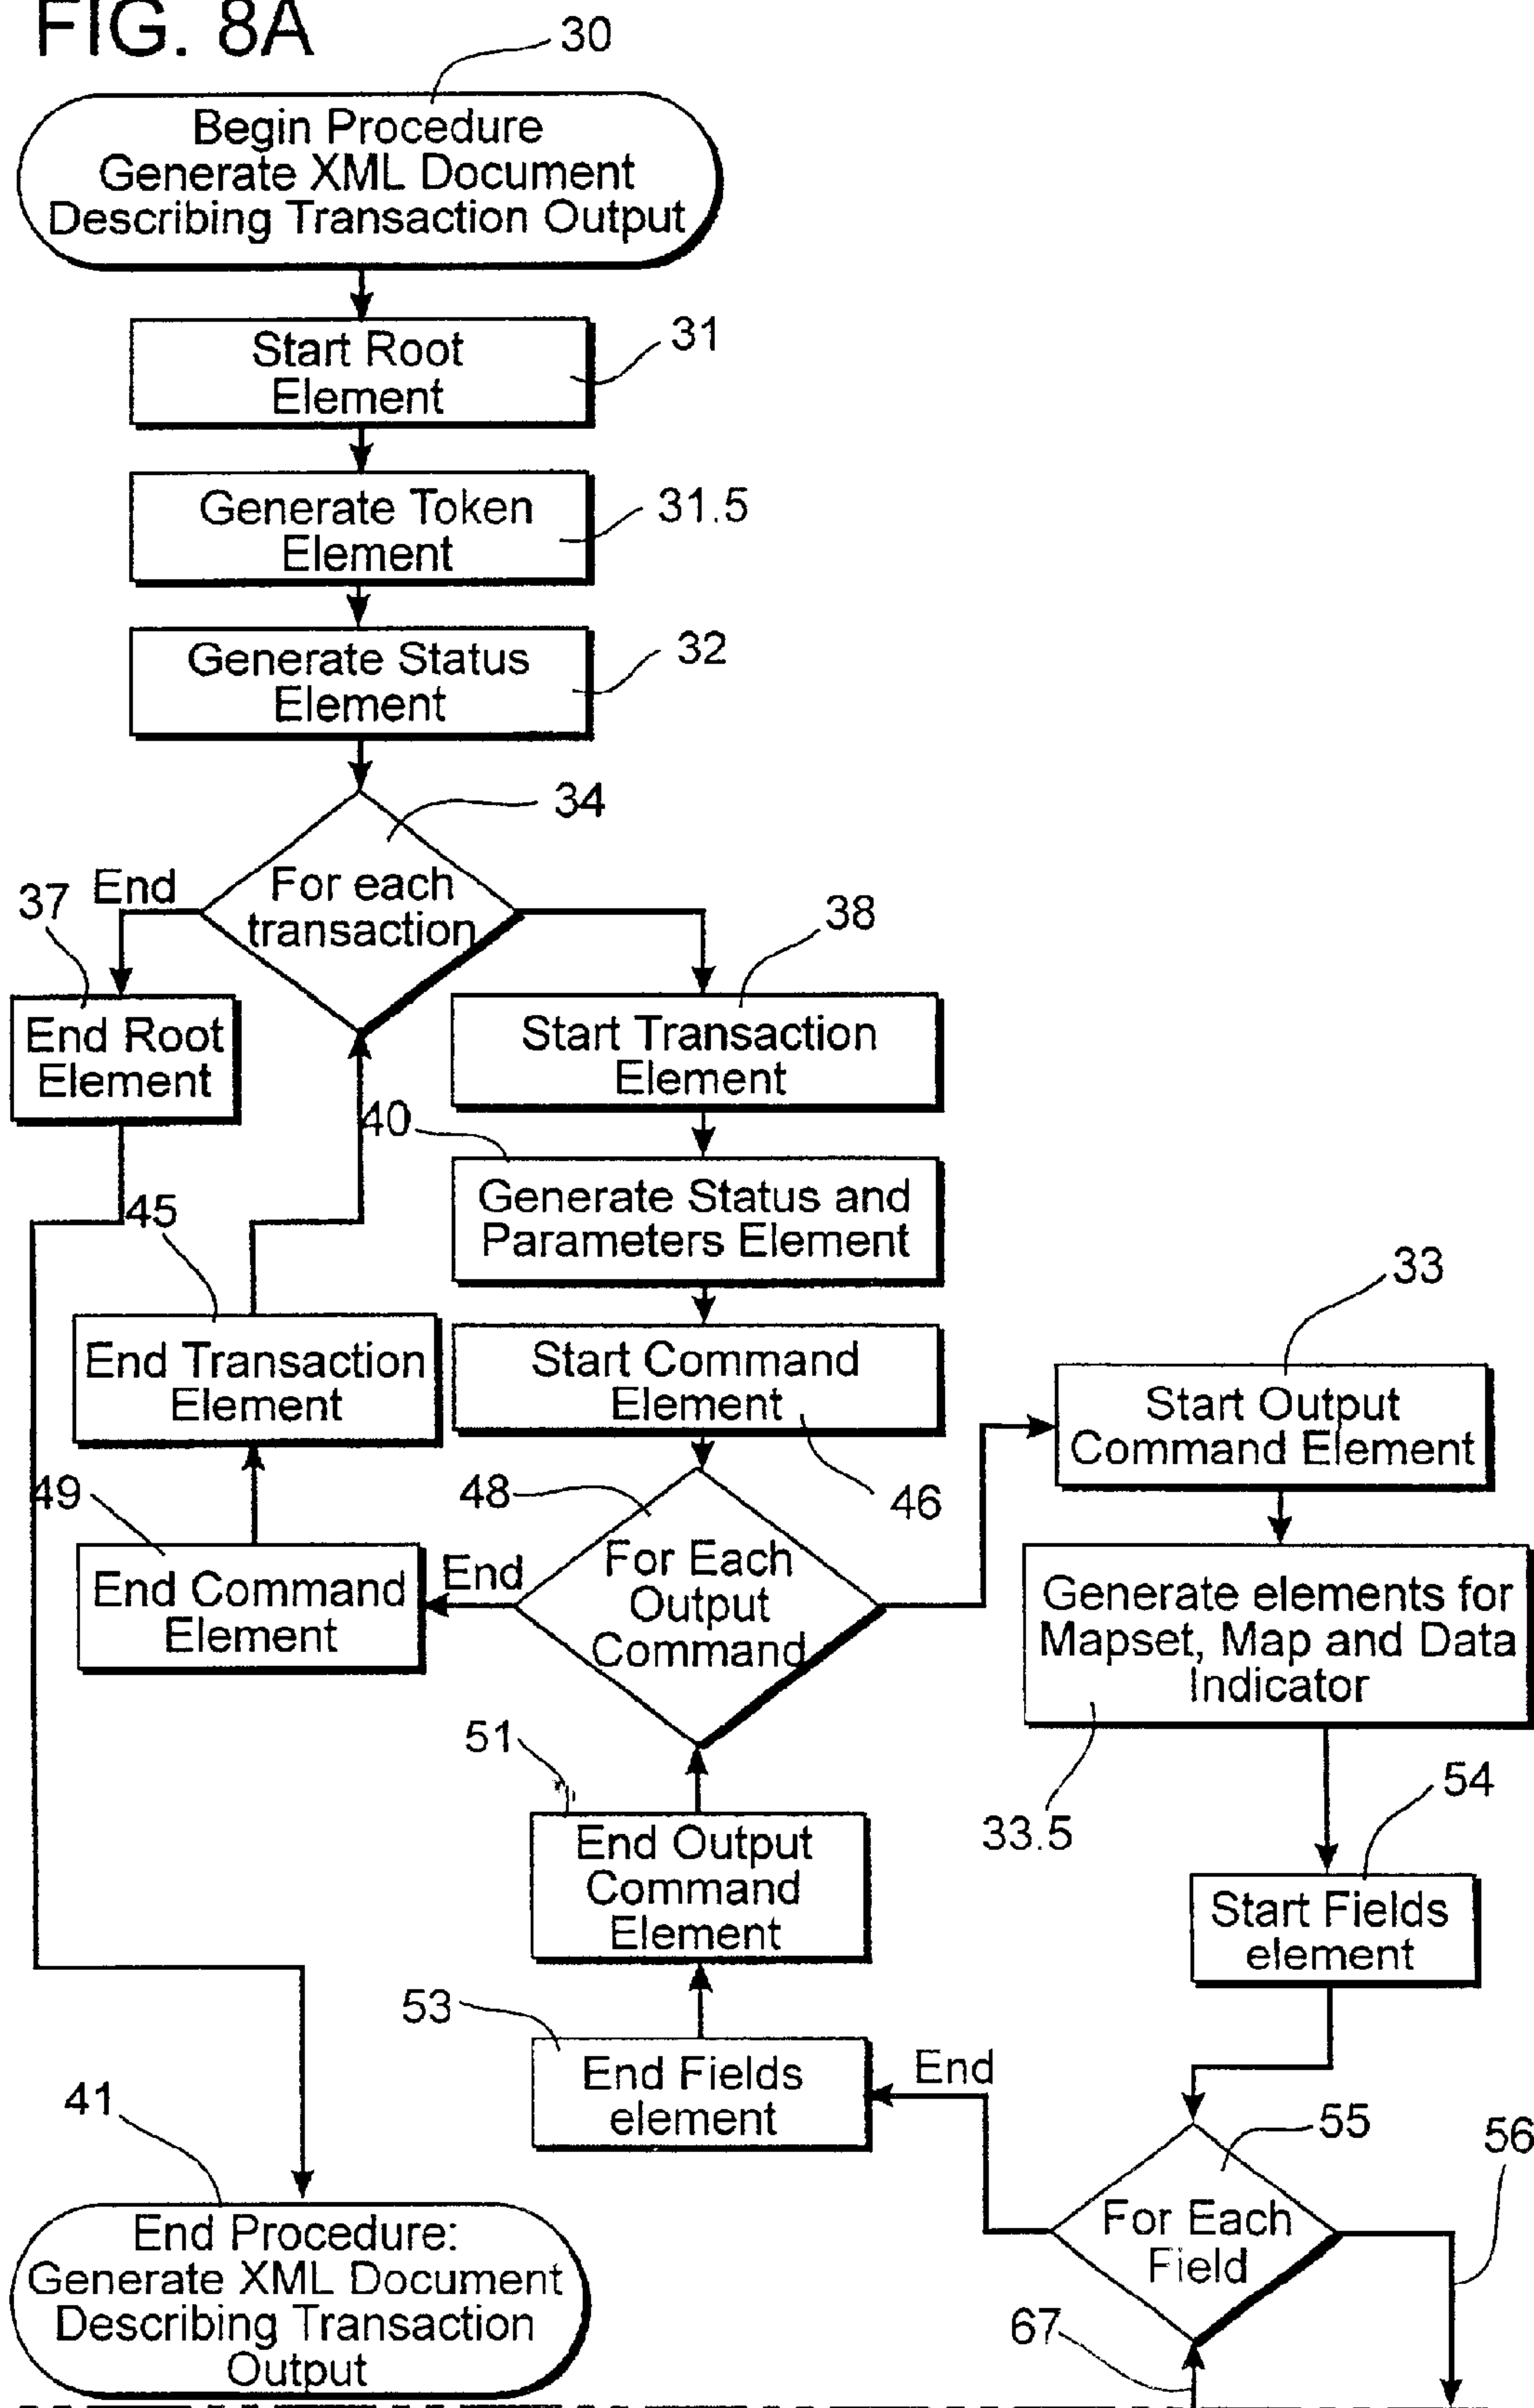 FIG. 8A
30
Begin Procedure
Generate XML Document
Describing Transaction Output
31
Start Root
Element
31.5
Generate Token
Element
32
Generate Status
Element
34
For each
transaction
End
37
End Root
Element
38
Start Transaction
Element
40
Generate Status and
Parameters Element
45
End Transaction
Element
Start Command
Element
46
33
Start Output
Command Element
49
End Command
Element
End
48
For Each
Output
Command
Generate elements for
Mapset, Map and Data
Indicator
33.5
51
End Output
Command
Element
54
Start Fields
element
53
End Fields
element
End
55
For Each
Field
56
67
41
End Procedure:
Generate XML Document
Describing Transaction
Output